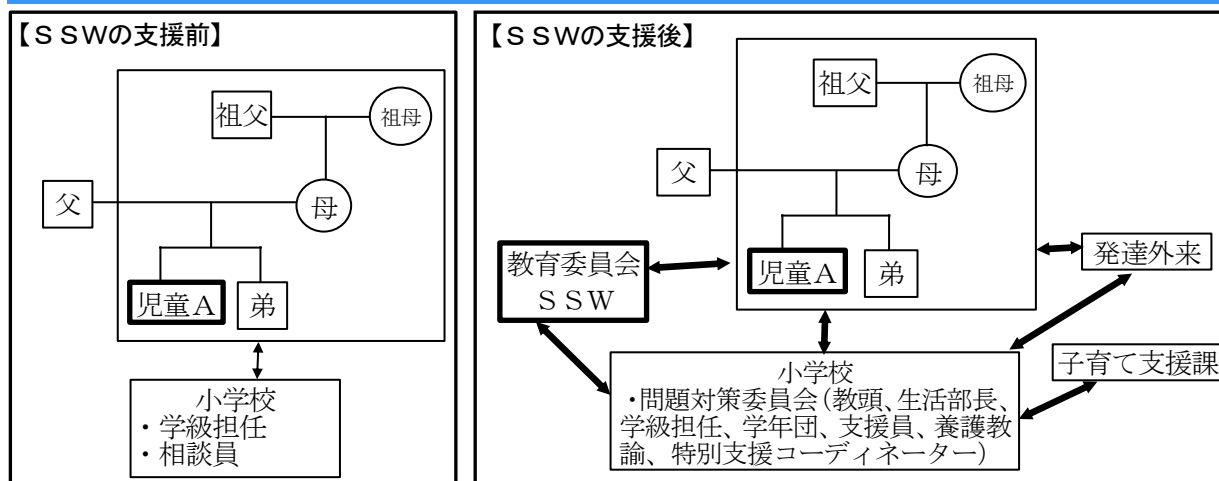 【ＳＳＷの支援前】
祖父
祖母
父
母
児童Ａ
弟
小学校
・学級担任
・相談員
【ＳＳＷの支援後】
祖父
祖母
父
母
児童Ａ
弟
教育委員会
ＳＳＷ
発達外来
子育て支援課
小学校
・問題対策委員会（教頭、生活部長、
学級担任、学年団、支援員、養護教
諭、特別支援コーディネーター）